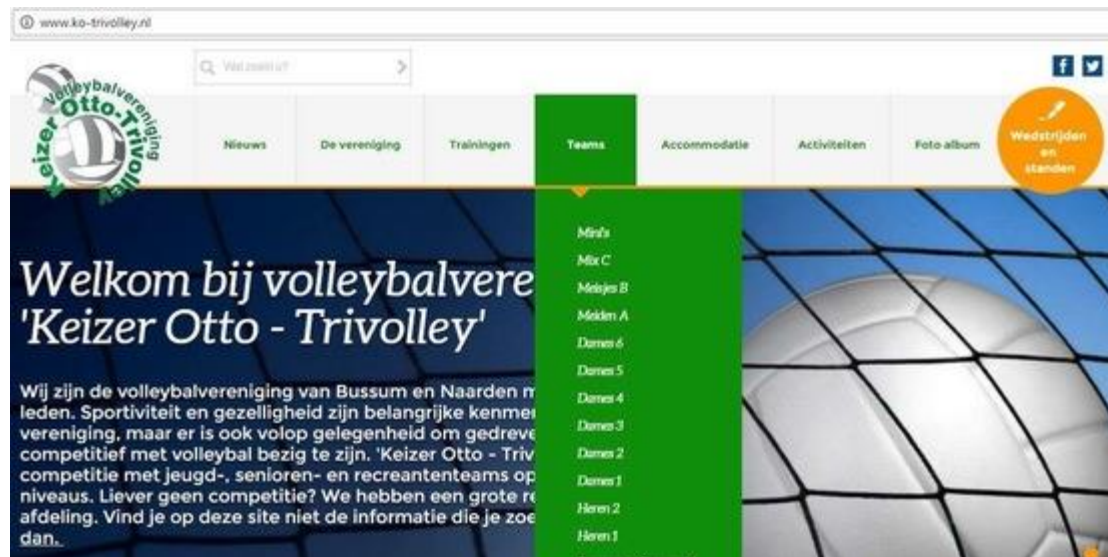 www.ko-trivolley.nl
Wat zoekt u?
Volleybalvereniging
Keizer Otto-Trivolley
Nieuws
De vereniging
Trainingen
Teams
Accommodatie
Activiteiten
Foto album
Wedstrijden
en
standen
Mini's
Mix C
Meisjes B
Meiden A
Dames 6
Dames 5
Dames 4
Dames 3
Dames 2
Dames 1
Heren 2
Heren 1
Welkom bij volleybalvere
'Keizer Otto - Trivolley'
Wij zijn de volleybalvereniging van Bussum en Naarden m
leden. Sportiviteit en gezelligheid zijn belangrijke kenmer
vereniging, maar er is ook volop gelegenheid om gedreve
competitief met volleybal bezig te zijn. 'Keizer Otto - Triv
competitie met jeugd-, senioren- en recreantenteams op
niveaus. Liever geen competitie? We hebben een grote re
afdeling. Vind je op deze site niet de informatie die je zoe
dan.